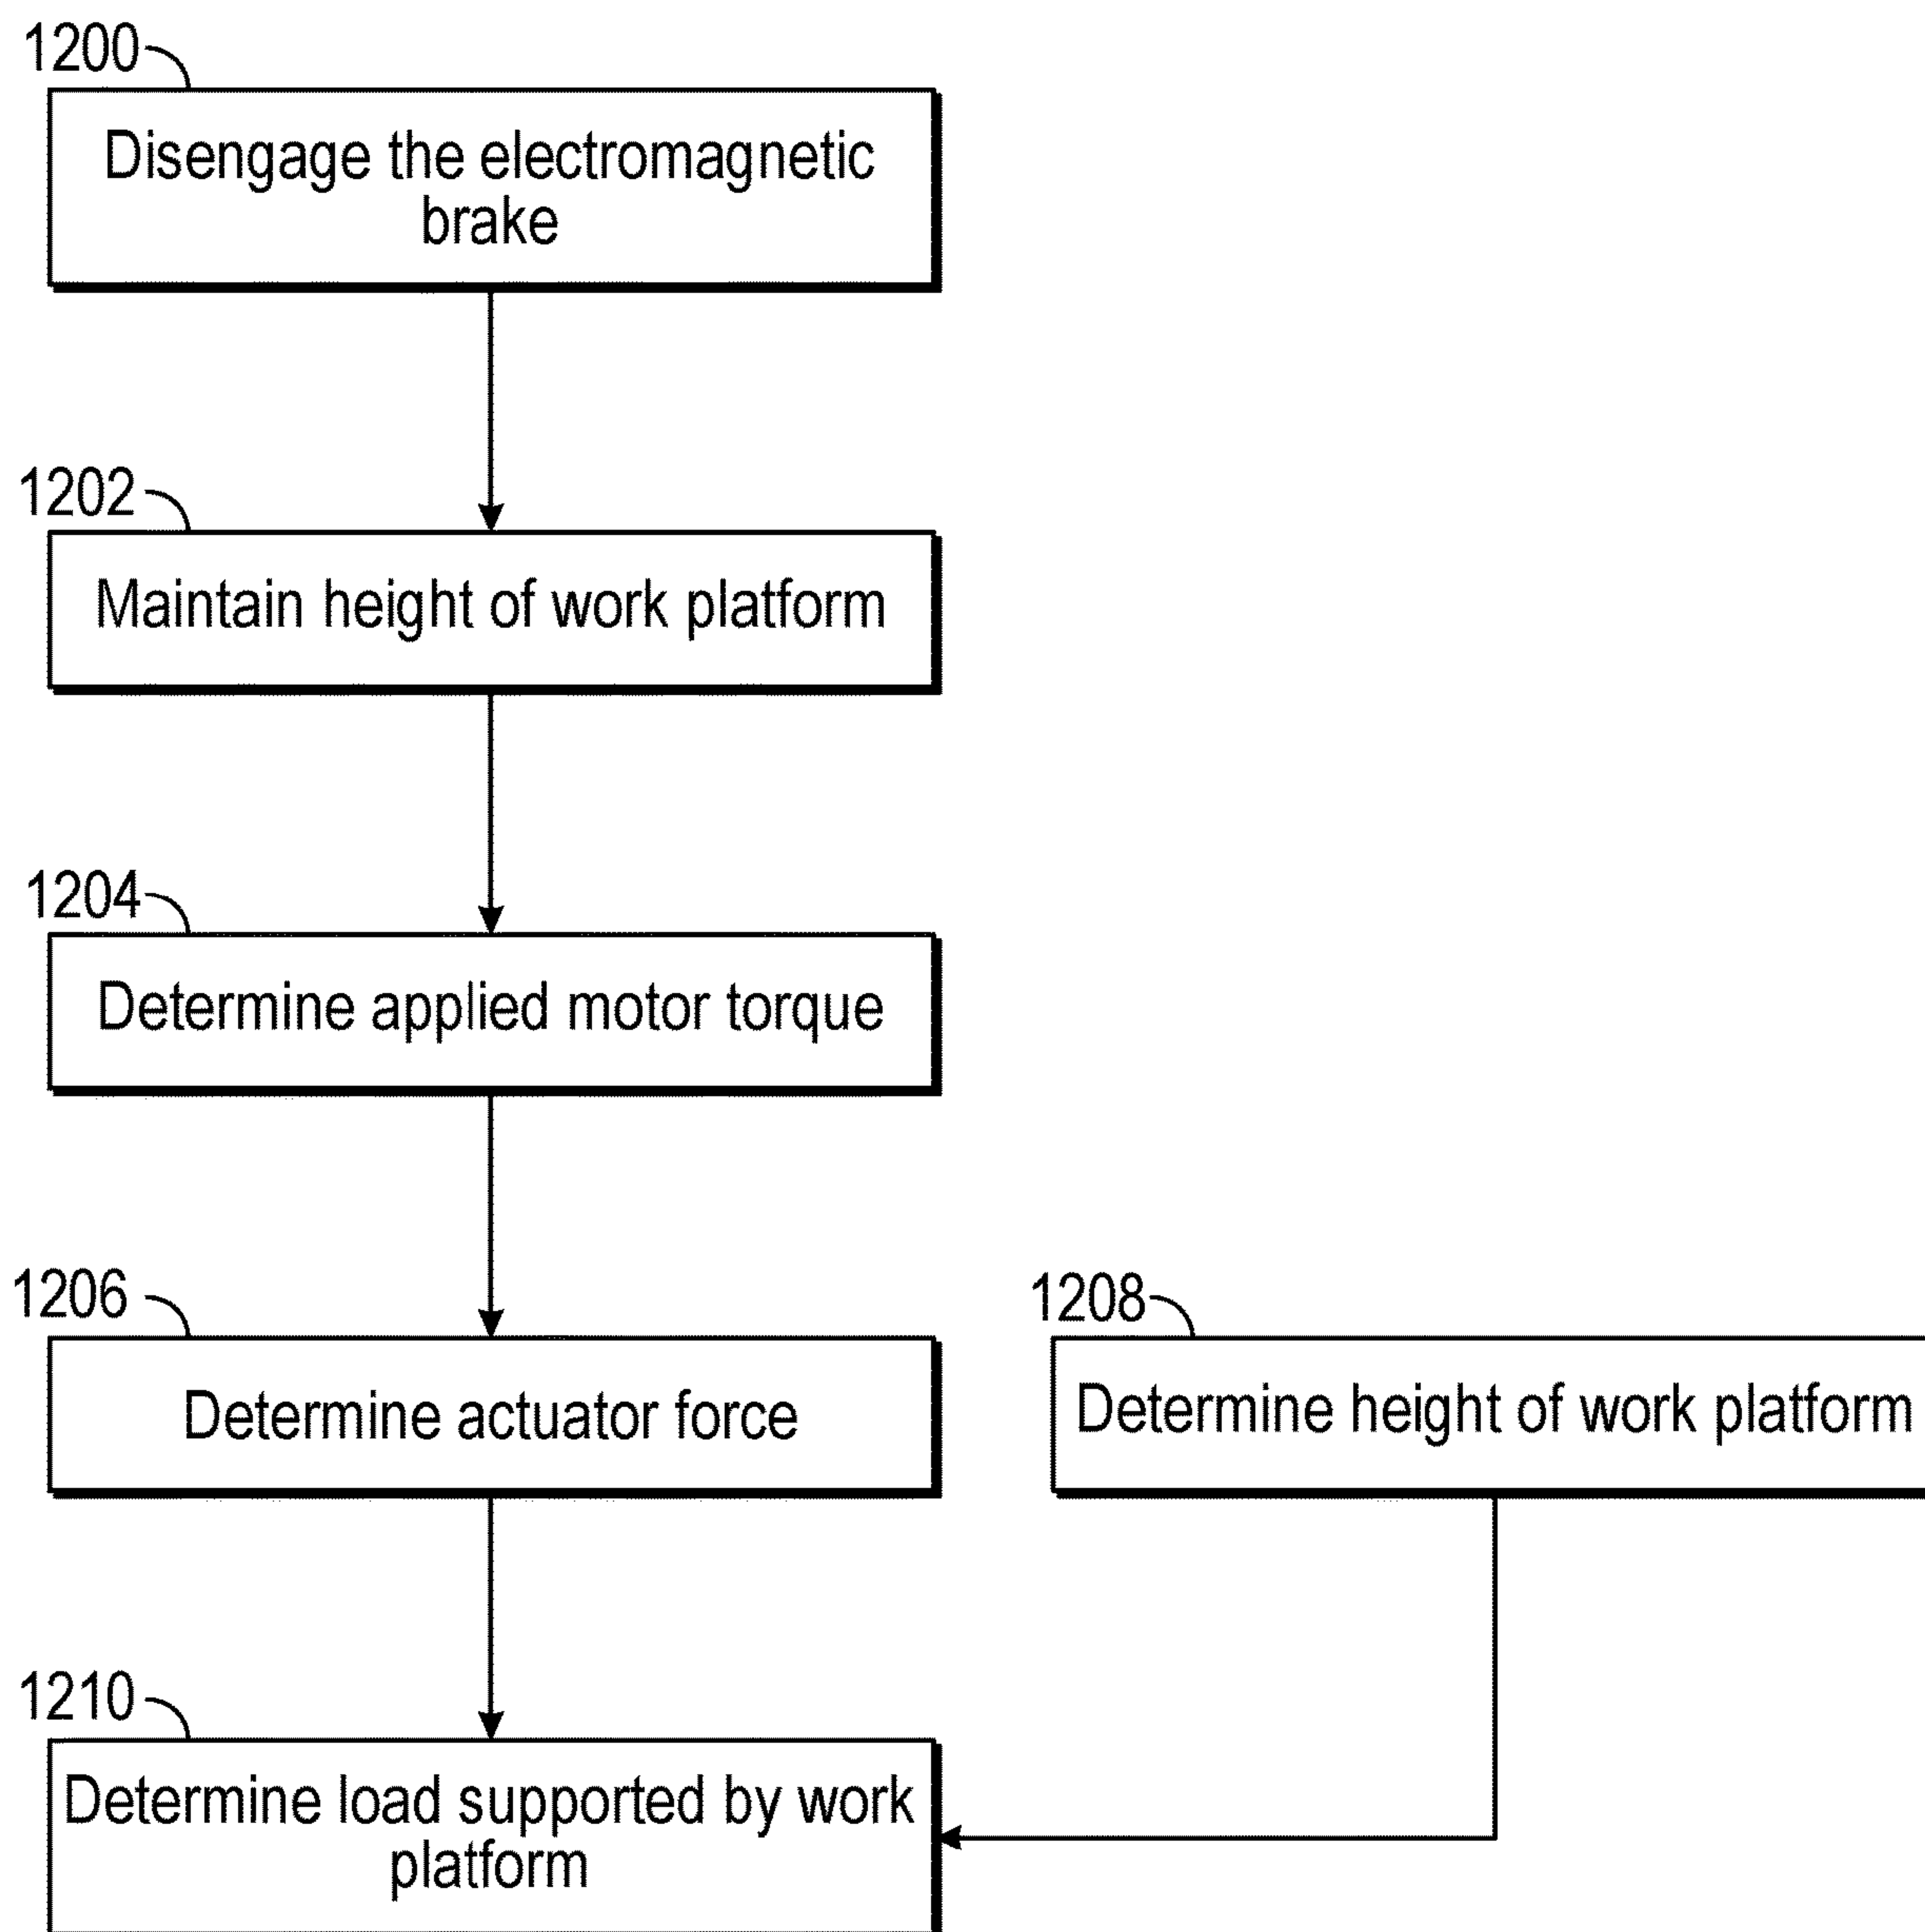 1200
Disengage the electromagnetic
brake
1202
Maintain height of work platform
1204
Determine applied motor torque
1206
Determine actuator force
1208
Determine height of work platform
1210
Determine load supported by work
platform